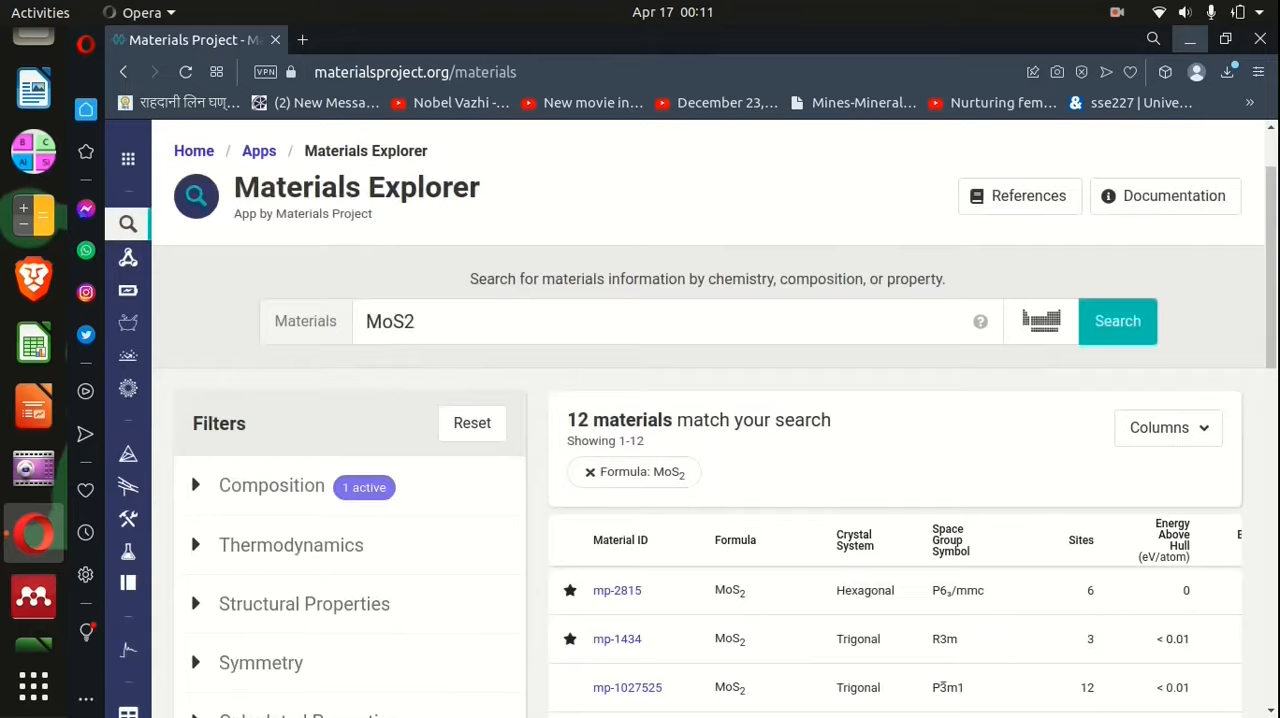 Activities
Opera
Apr 17 00:11
Materials Project - M
materialsproject.org/materials
VPN
राहदानी लिन घण्...
(2) New Messa...
Nobel Vazhi -...
New movie in...
December 23,...
Mines-Mineral...
Nurturing fem...
sse227 | Unive...
»
Home / Apps / Materials Explorer
Materials Explorer
App by Materials Project
References
Documentation
Search for materials information by chemistry, composition, or property.
Materials
MoS2
Search
Filters
Reset
Composition 1 active
Thermodynamics
Structural Properties
Symmetry
12 materials match your search
Showing 1-12
Formula: MoS₂
Columns
Material ID Formula Crystal System Space Group Symbol Sites Energy Above Hull (eV/atom) E
mp-2815 MoS₂ Hexagonal P6₃/mmc 6 0
mp-1434 MoS₂ Trigonal R3m 3 < 0.01
mp-1027525 MoS₂ Trigonal P3̅m1 12 < 0.01